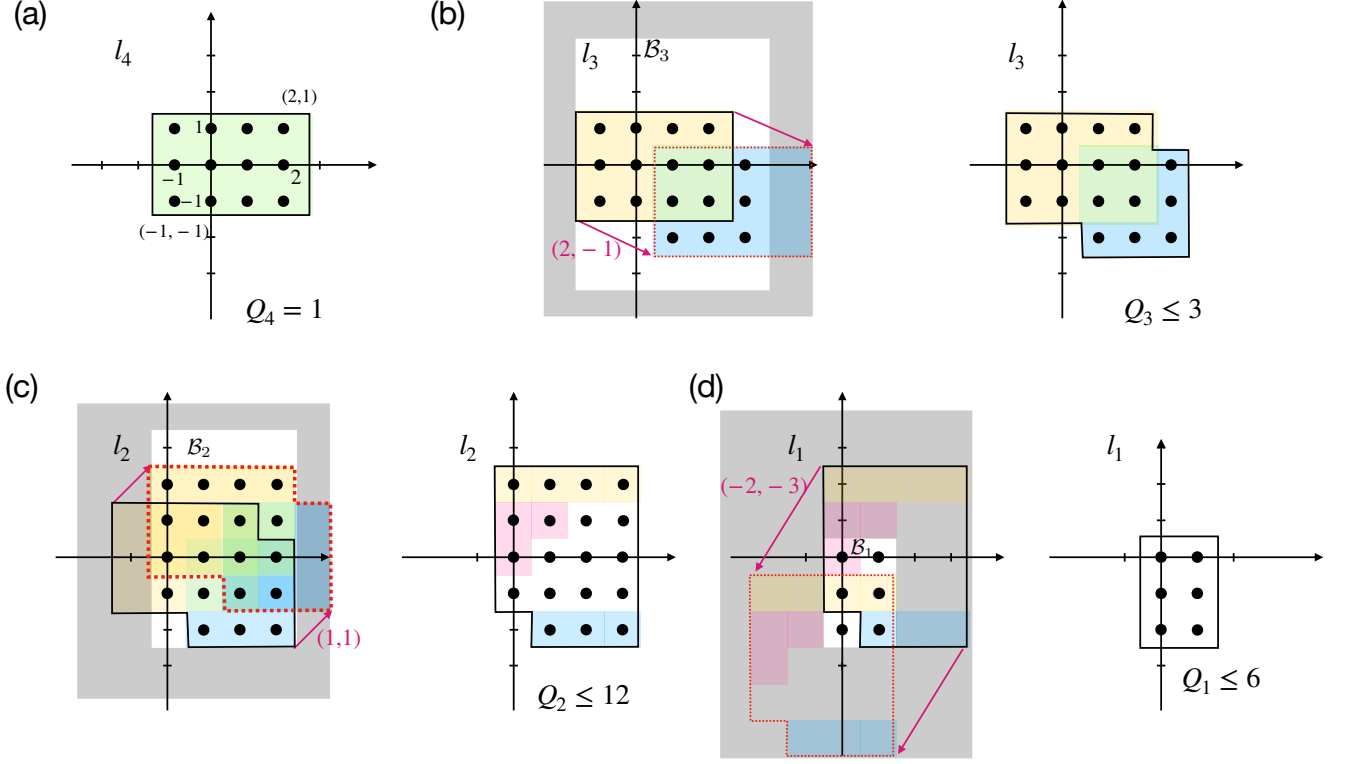 (a)
l₄
(2,1)
1
−1
2
−1
(−1, −1)
Q₄ = 1
(b)
l₃
ℬ₃
(2, −1)
l₃
Q₃ ≤ 3
(c)
l₂
ℬ₂
(1,1)
l₂
Q₂ ≤ 12
(d)
l₁
(−2, −3)
ℬ₁
l₁
Q₁ ≤ 6